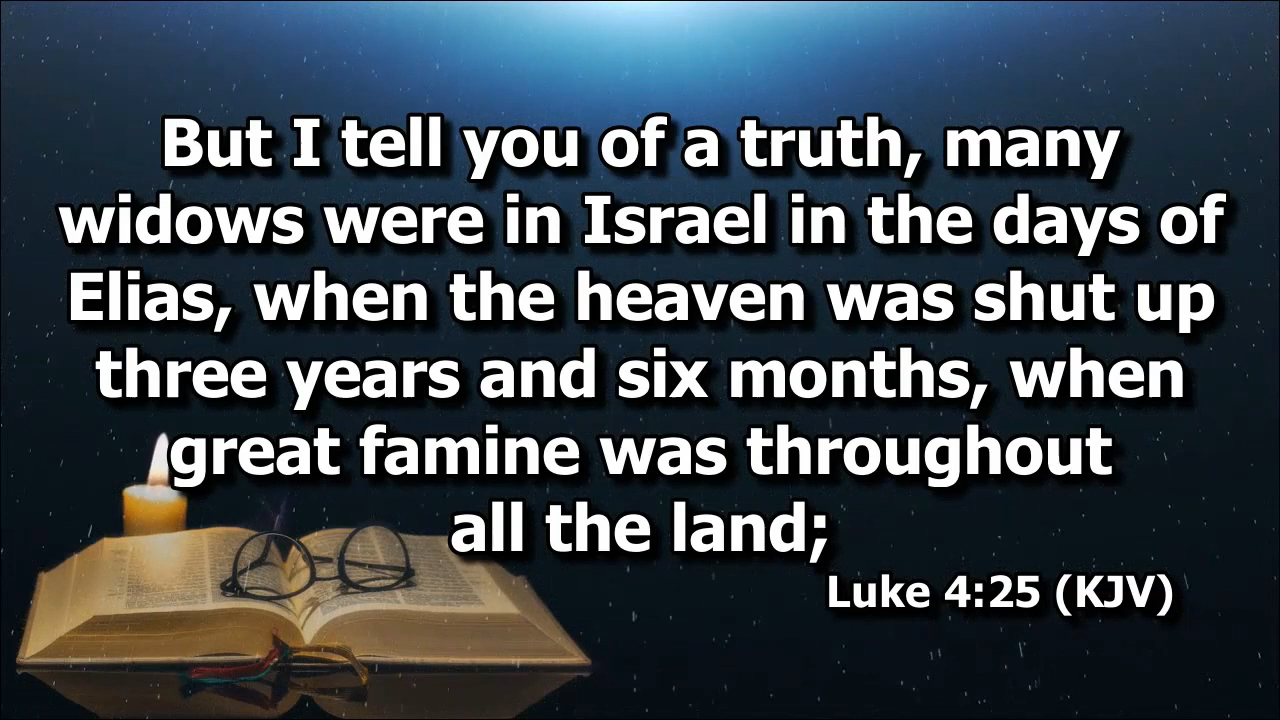 But I tell you of a truth, many
widows were in Israel in the days of
Elias, when the heaven was shut up
three years and six months, when
great famine was throughout
all the land;
Luke 4:25 (KJV)